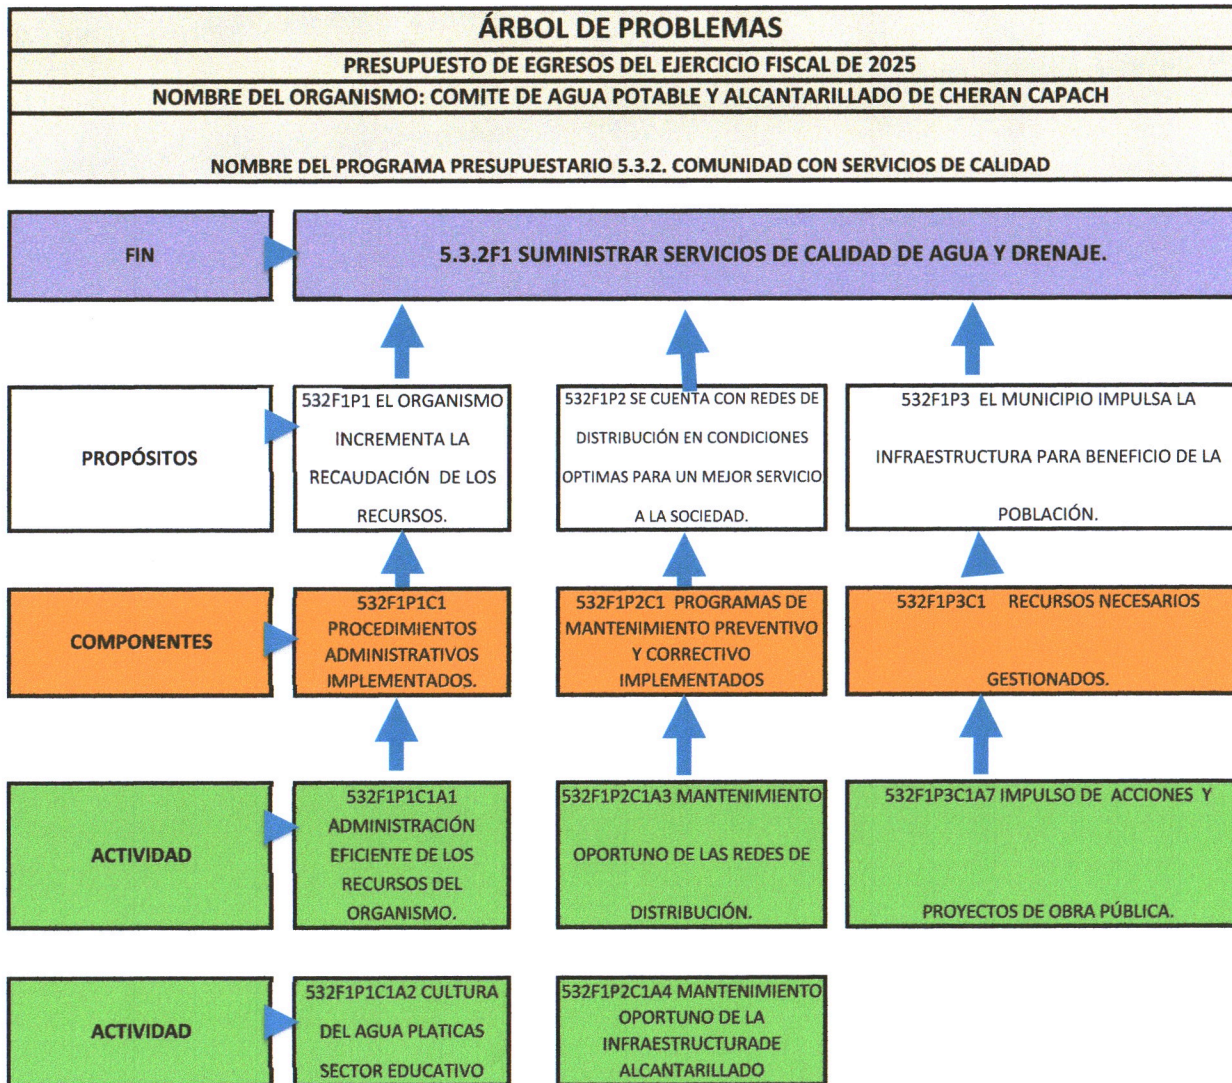 ÁRBOL DE PROBLEMAS
PRESUPUESTO DE EGRESOS DEL EJERCICIO FISCAL DE 2025
NOMBRE DEL ORGANISMO: COMITE DE AGUA POTABLE Y ALCANTARILLADO DE CHERAN CAPACH
NOMBRE DEL PROGRAMA PRESUPUESTARIO 5.3.2. COMUNIDAD CON SERVICIOS DE CALIDAD
FIN
5.3.2F1 SUMINISTRAR SERVICIOS DE CALIDAD DE AGUA Y DRENAJE.
PROPÓSITOS
532F1P1 EL ORGANISMO
INCREMENTA LA
RECAUDACIÓN DE LOS
RECURSOS.
532F1P2 SE CUENTA CON REDES DE
DISTRIBUCIÓN EN CONDICIONES
OPTIMAS PARA UN MEJOR SERVICIO
A LA SOCIEDAD.
532F1P3 EL MUNICIPIO IMPULSA LA
INFRAESTRUCTURA PARA BENEFICIO DE LA
POBLACIÓN.
COMPONENTES
532F1P1C1
PROCEDIMIENTOS
ADMINISTRATIVOS
IMPLEMENTADOS.
532F1P2C1 PROGRAMAS DE
MANTENIMIENTO PREVENTIVO
Y CORRECTIVO
IMPLEMENTADOS
532F1P3C1 RECURSOS NECESARIOS
GESTIONADOS.
ACTIVIDAD
532F1P1C1A1
ADMINISTRACIÓN
EFICIENTE DE LOS
RECURSOS DEL
ORGANISMO.
532F1P2C1A3 MANTENIMIENTO
OPORTUNO DE LAS REDES DE
DISTRIBUCIÓN.
532F1P3C1A7 IMPULSO DE ACCIONES Y
PROYECTOS DE OBRA PÚBLICA.
ACTIVIDAD
532F1P1C1A2 CULTURA
DEL AGUA PLATICAS
SECTOR EDUCATIVO
532F1P2C1A4 MANTENIMIENTO
OPORTUNO DE LA
INFRAESTRUCTURADE
ALCANTARILLADO